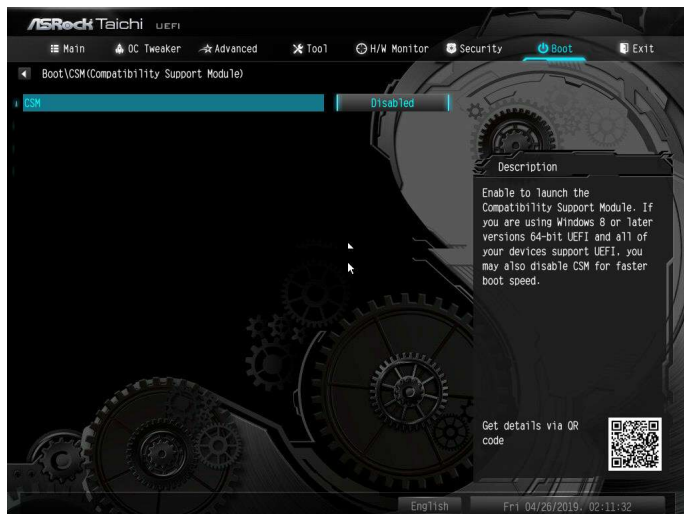 ASRock Taichi UEFI
Main OC Tweaker Advanced Tool H/W Monitor Security Boot Exit
Boot\CSM(Compatibility Support Module)
CSM Disabled
Description
Enable to launch the
Compatibility Support Module. If
you are using Windows 8 or later
versions 64-bit UEFI and all of
your devices support UEFI, you
may also disable CSM for faster
boot speed.
Get details via QR
code
English Fri 04/26/2019, 02:11:32